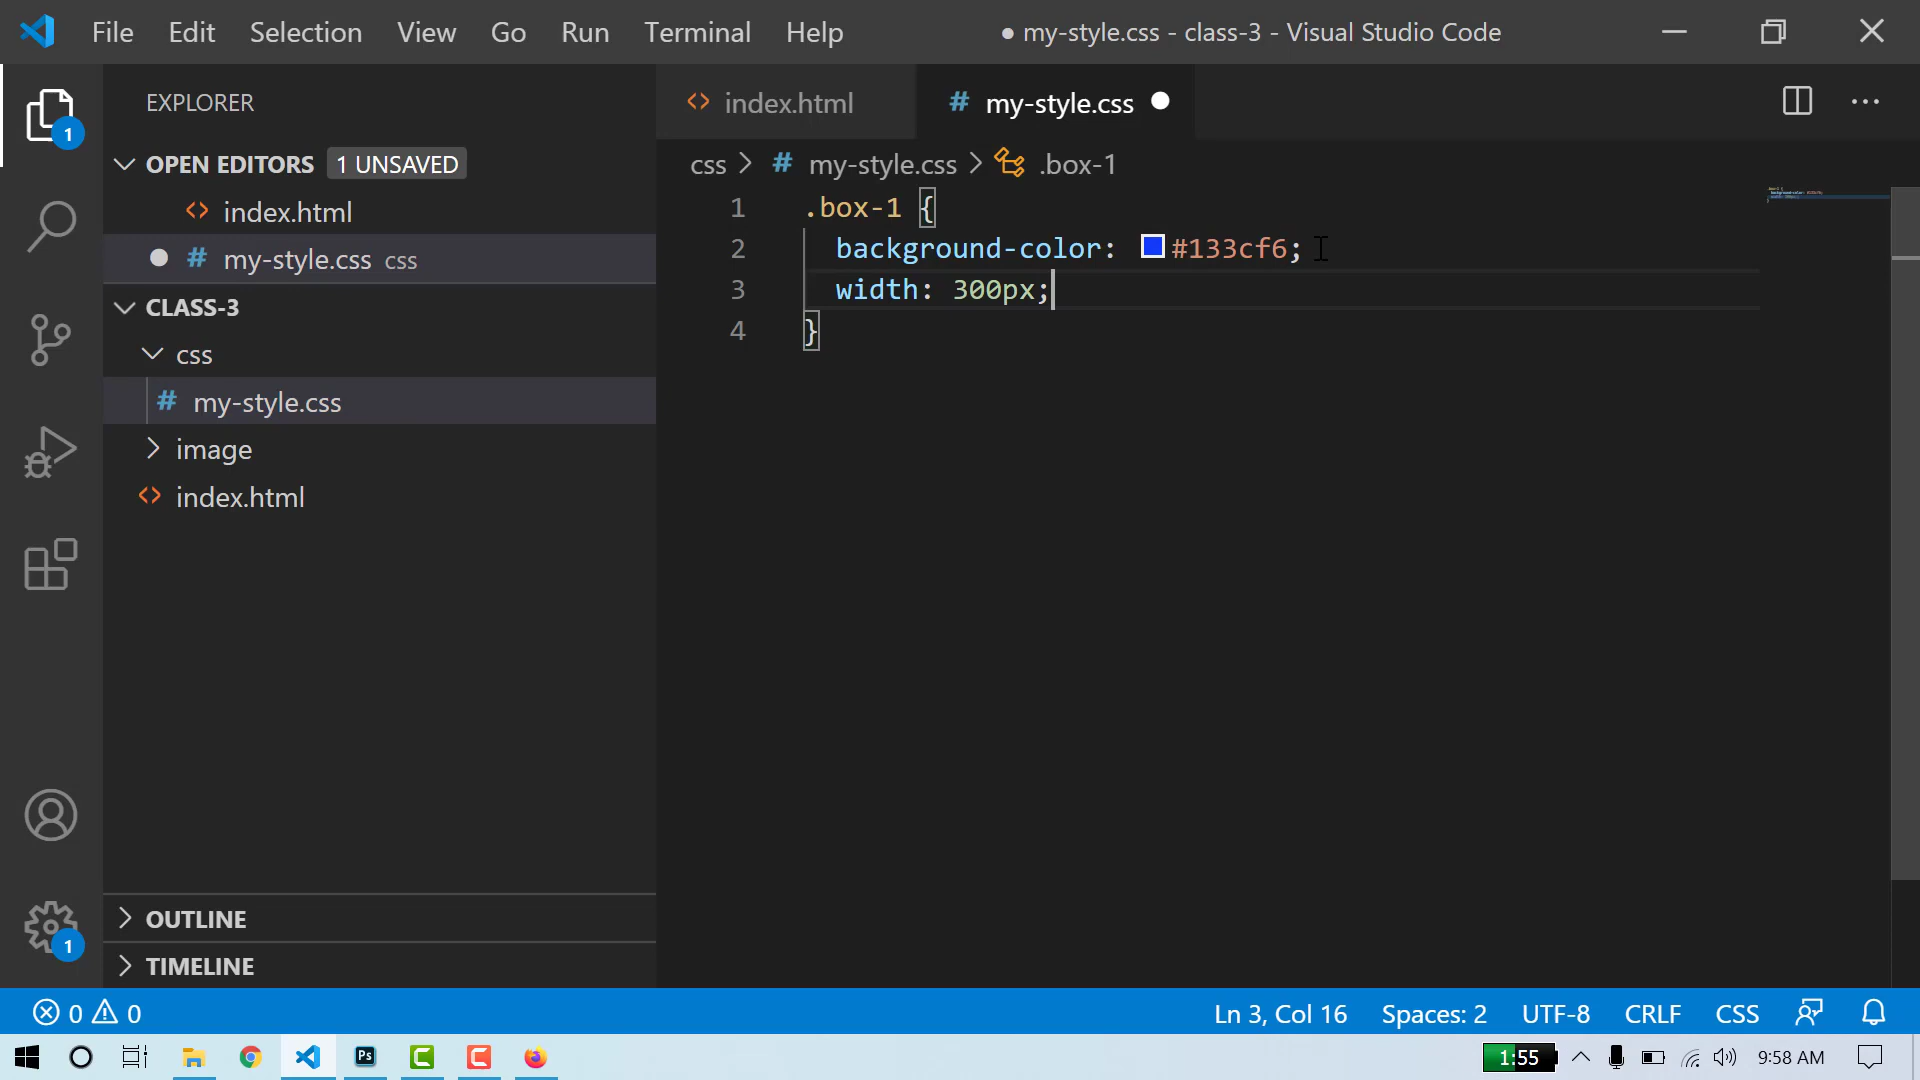 File Edit Selection View Go Run Terminal Help ● my-style.css - class-3 - Visual Studio Code
EXPLORER
OPEN EDITORS 1 UNSAVED
index.html
my-style.css css
CLASS-3
css
my-style.css
image
index.html
OUTLINE
TIMELINE
1
1
index.html
# my-style.css
css > # my-style.css > .box-1
1 .box-1 {
2 background-color: #133cf6;
3 width: 300px;
4 }
0 0 Ln 3, Col 16 Spaces: 2 UTF-8 CRLF CSS
Ps 1:55 9:58 AM